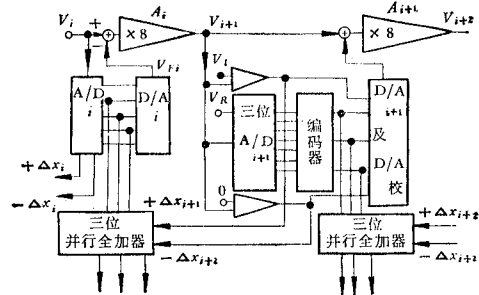 V_i
+
−
A_i
×8
V_{i+1}
+
A_{i+1}
×8
V_{i+2}
V_{Fi}
V_1
A/D
i
D/A
i
V_R
三位
A/D
i+1
编码器
D/A
i+1
及
D/A
校
0
+Δx_i
−Δx_i
+Δx_{i+1}
−Δx_{i+1}
三位
并行全加器
三位
并行全加器
+Δx_{i+2}
−Δx_{i+2}